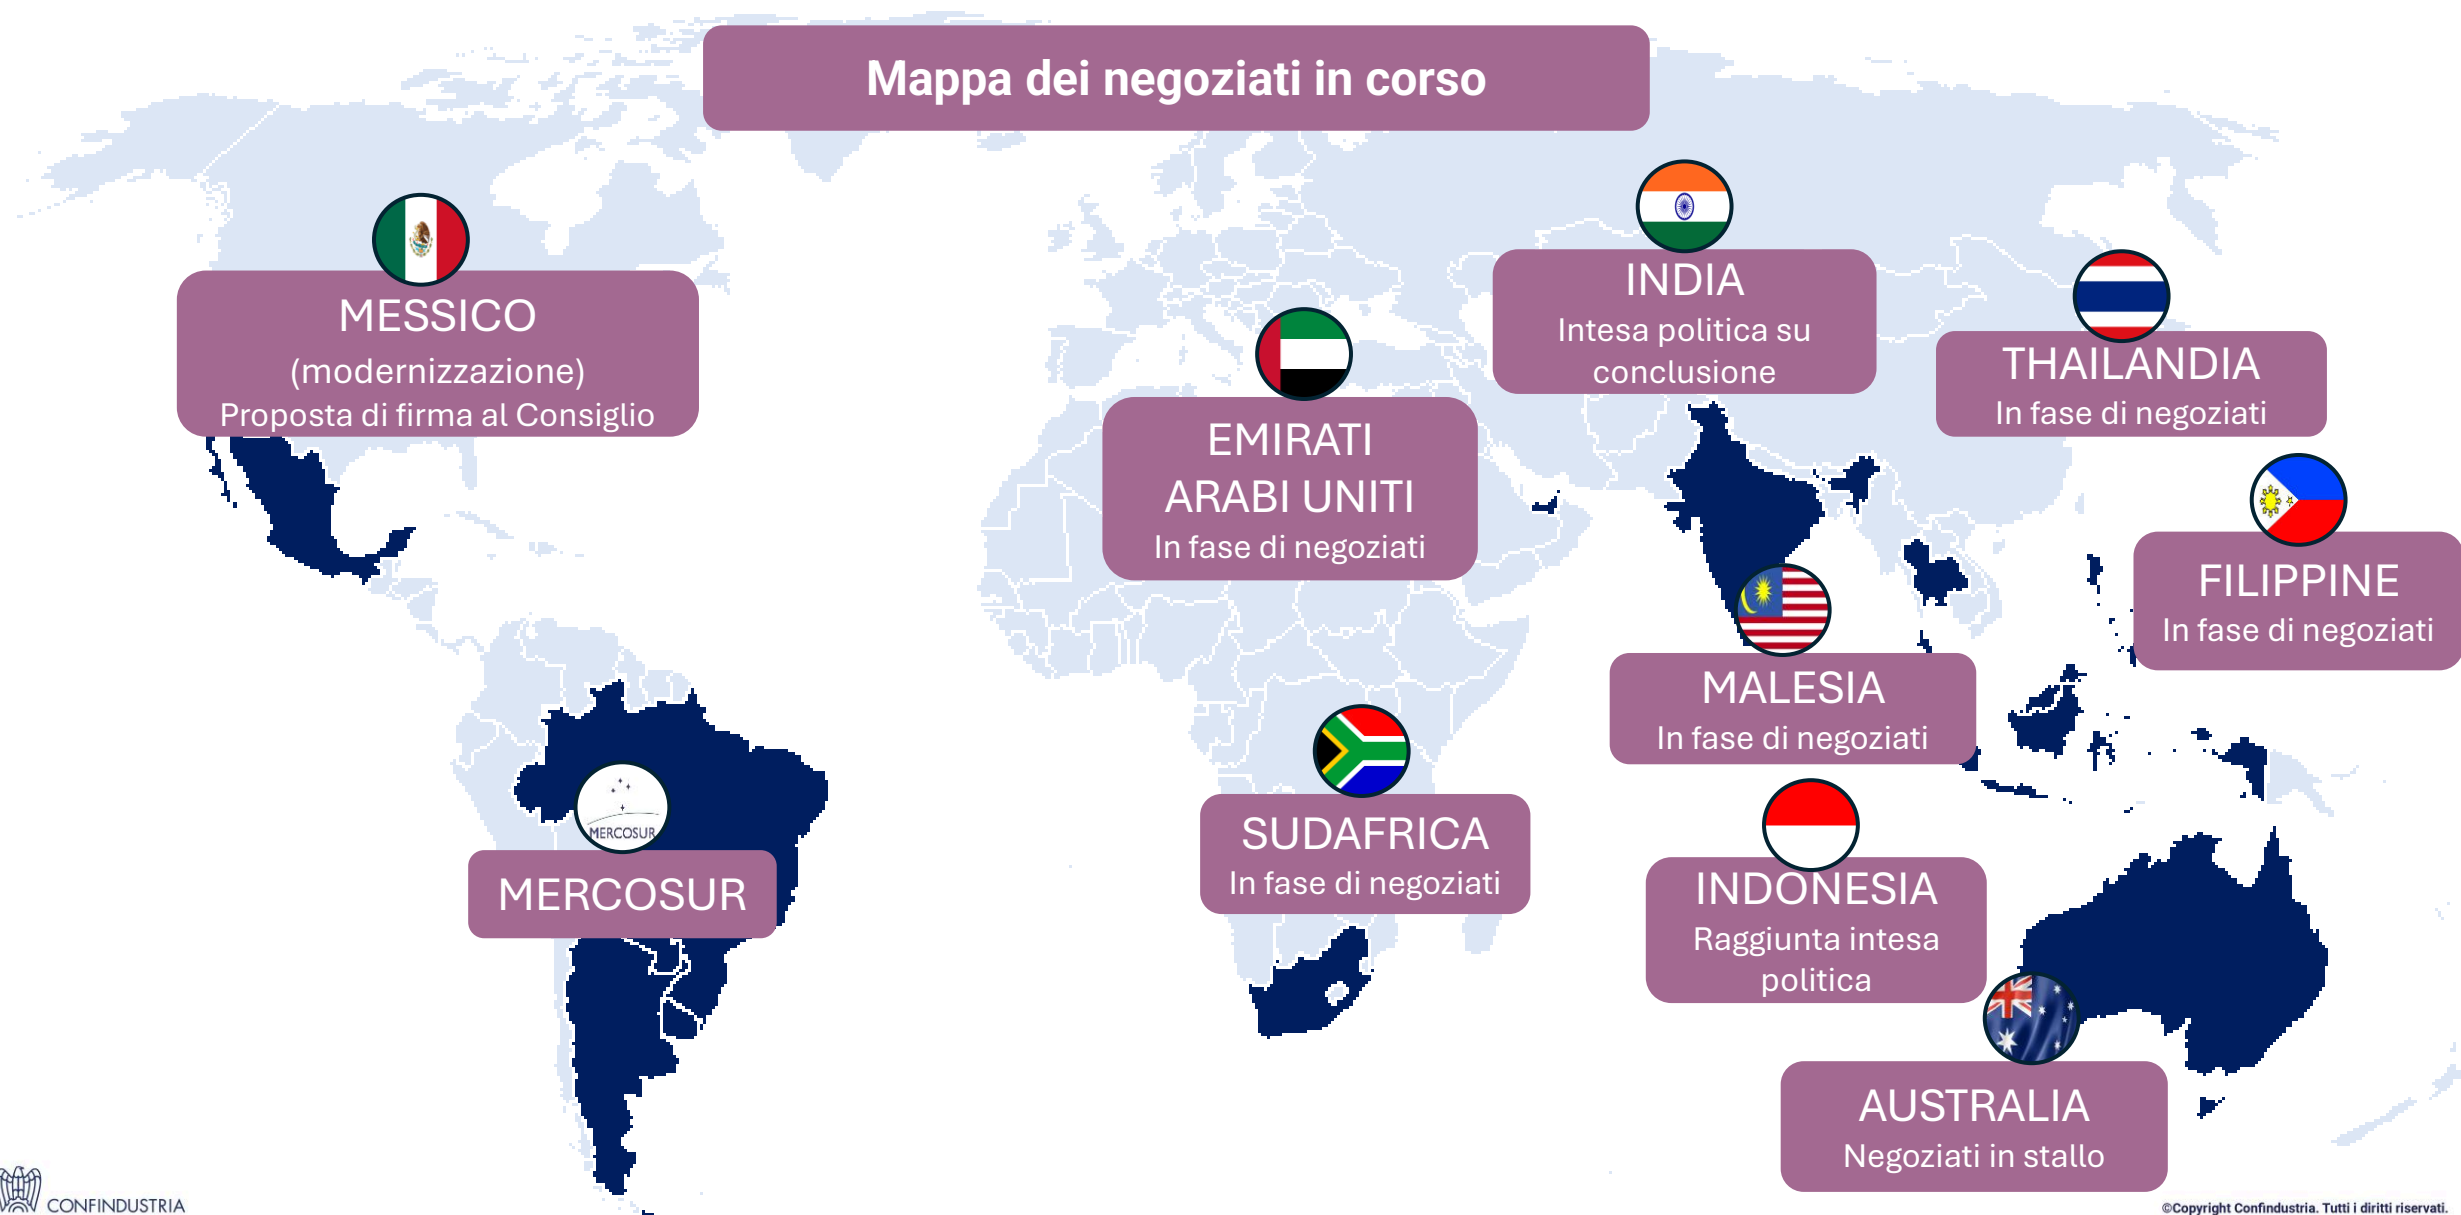 Mappa dei negoziati in corso
MESSICO
(modernizzazione)
Proposta di firma al Consiglio
INDIA
Intesa politica su
conclusione
THAILANDIA
In fase di negoziati
EMIRATI
ARABI UNITI
In fase di negoziati
FILIPPINE
In fase di negoziati
MALESIA
In fase di negoziati
MERCOSUR
MERCOSUR
SUDAFRICA
In fase di negoziati
INDONESIA
Raggiunta intesa
politica
AUSTRALIA
Negoziati in stallo
CONFINDUSTRIA
©Copyright Confindustria. Tutti i diritti riservati.